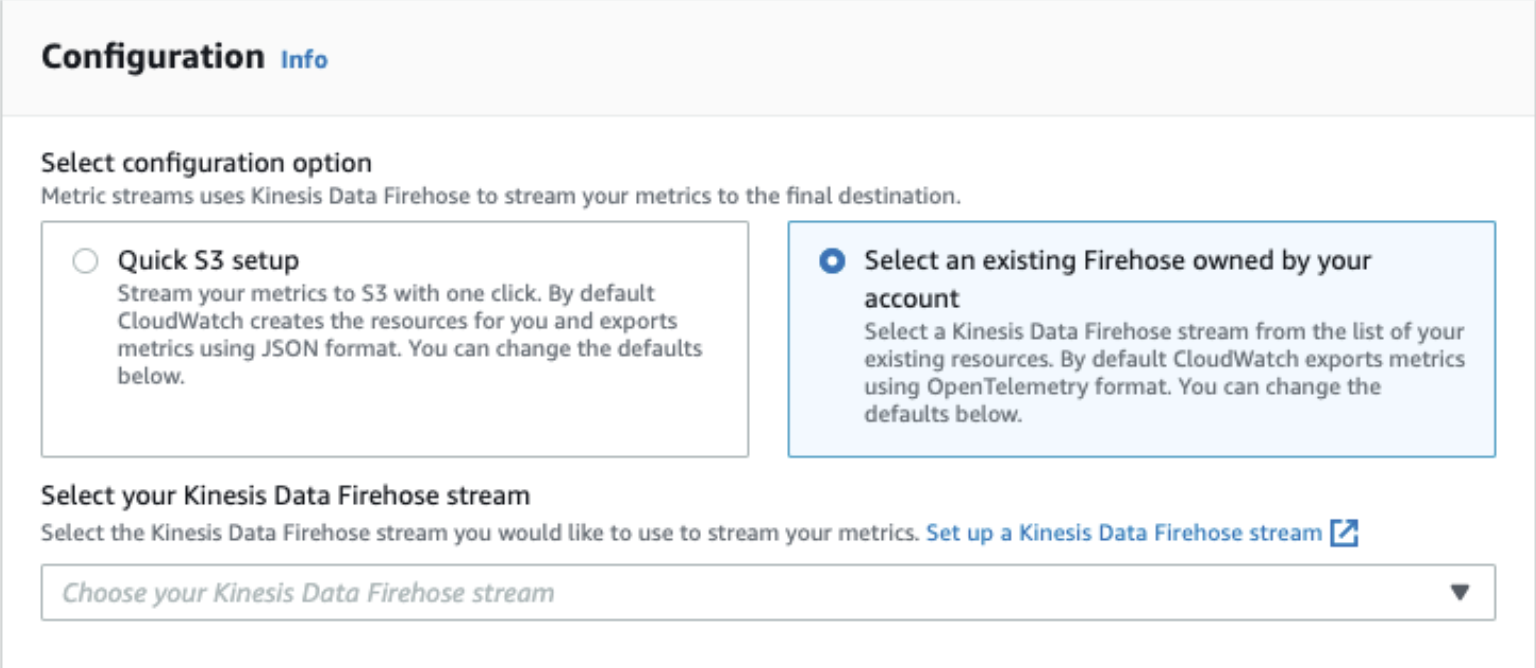 Configuration Info
Select configuration option
Metric streams uses Kinesis Data Firehose to stream your metrics to the final destination.
Quick S3 setup
Stream your metrics to S3 with one click. By default
CloudWatch creates the resources for you and exports
metrics using JSON format. You can change the defaults
below.
Select an existing Firehose owned by your
account
Select a Kinesis Data Firehose stream from the list of your
existing resources. By default CloudWatch exports metrics
using OpenTelemetry format. You can change the
defaults below.
Select your Kinesis Data Firehose stream
Select the Kinesis Data Firehose stream you would like to use to stream your metrics. Set up a Kinesis Data Firehose stream
Choose your Kinesis Data Firehose stream